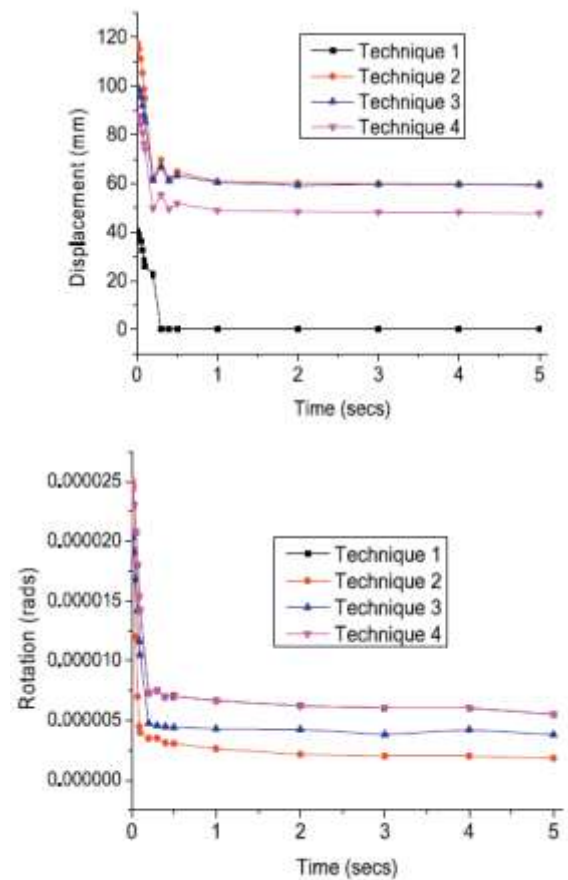 120
100
80
60
40
20
0
Displacement (mm)
Technique 1
Technique 2
Technique 3
Technique 4
0 1 2 3 4 5
Time (secs)
0.000025
0.000020
0.000015
0.000010
0.000005
0.000000
Rotation (rads)
Technique 1
Technique 2
Technique 3
Technique 4
0 1 2 3 4 5
Time (secs)